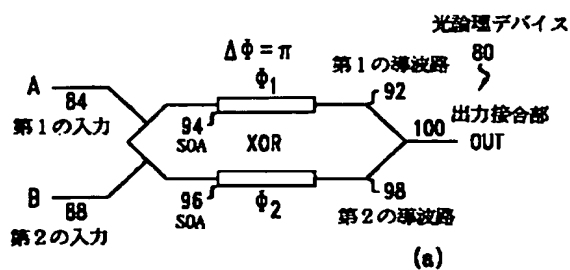 光論理デバイス
80
ΔΦ=π
Φ1
第1の導波路
92
A
84
第1の入力
94
SOA
XOR
出力接合部
100
OUT
B
88
第2の入力
96
SOA
Φ2
98
第2の導波路
(a)